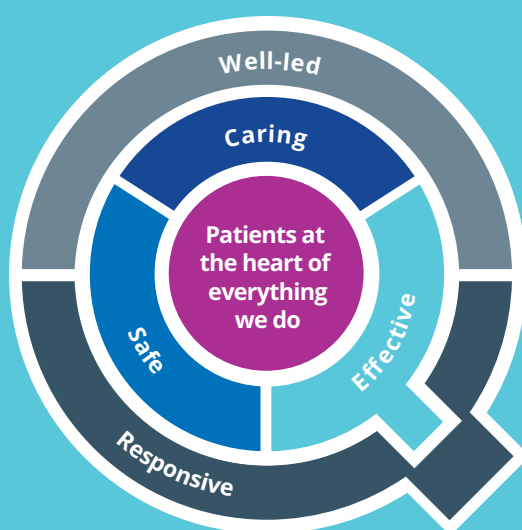 Well-led
Caring
Patients at
the heart of
everything
we do
Safe
Effective
Responsive